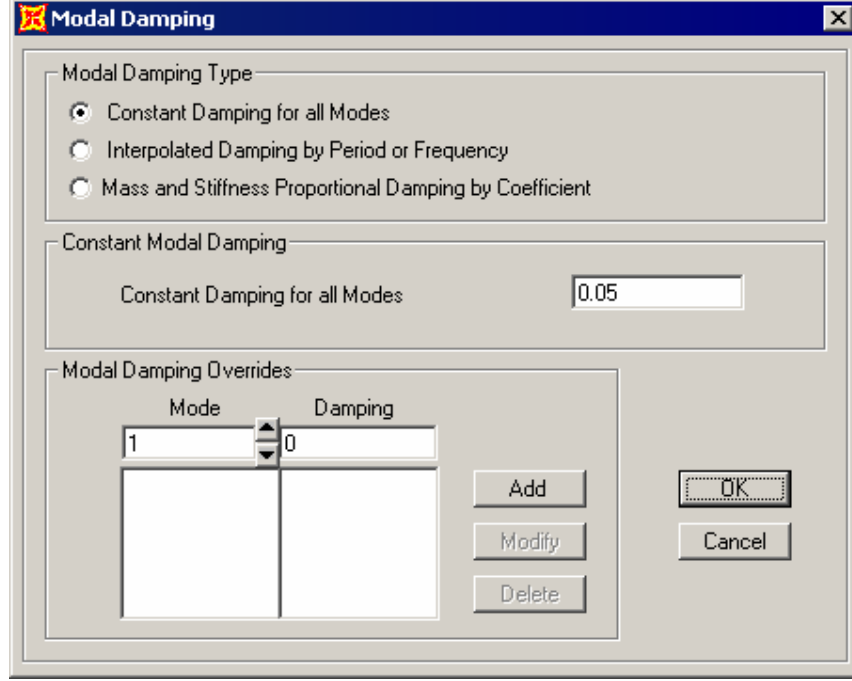 Modal Damping
Modal Damping Type
Constant Damping for all Modes
Interpolated Damping by Period or Frequency
Mass and Stiffness Proportional Damping by Coefficient
Constant Modal Damping
Constant Damping for all Modes 0.05
Modal Damping Overrides
Mode Damping
1 0
Add OK
Modify Cancel
Delete